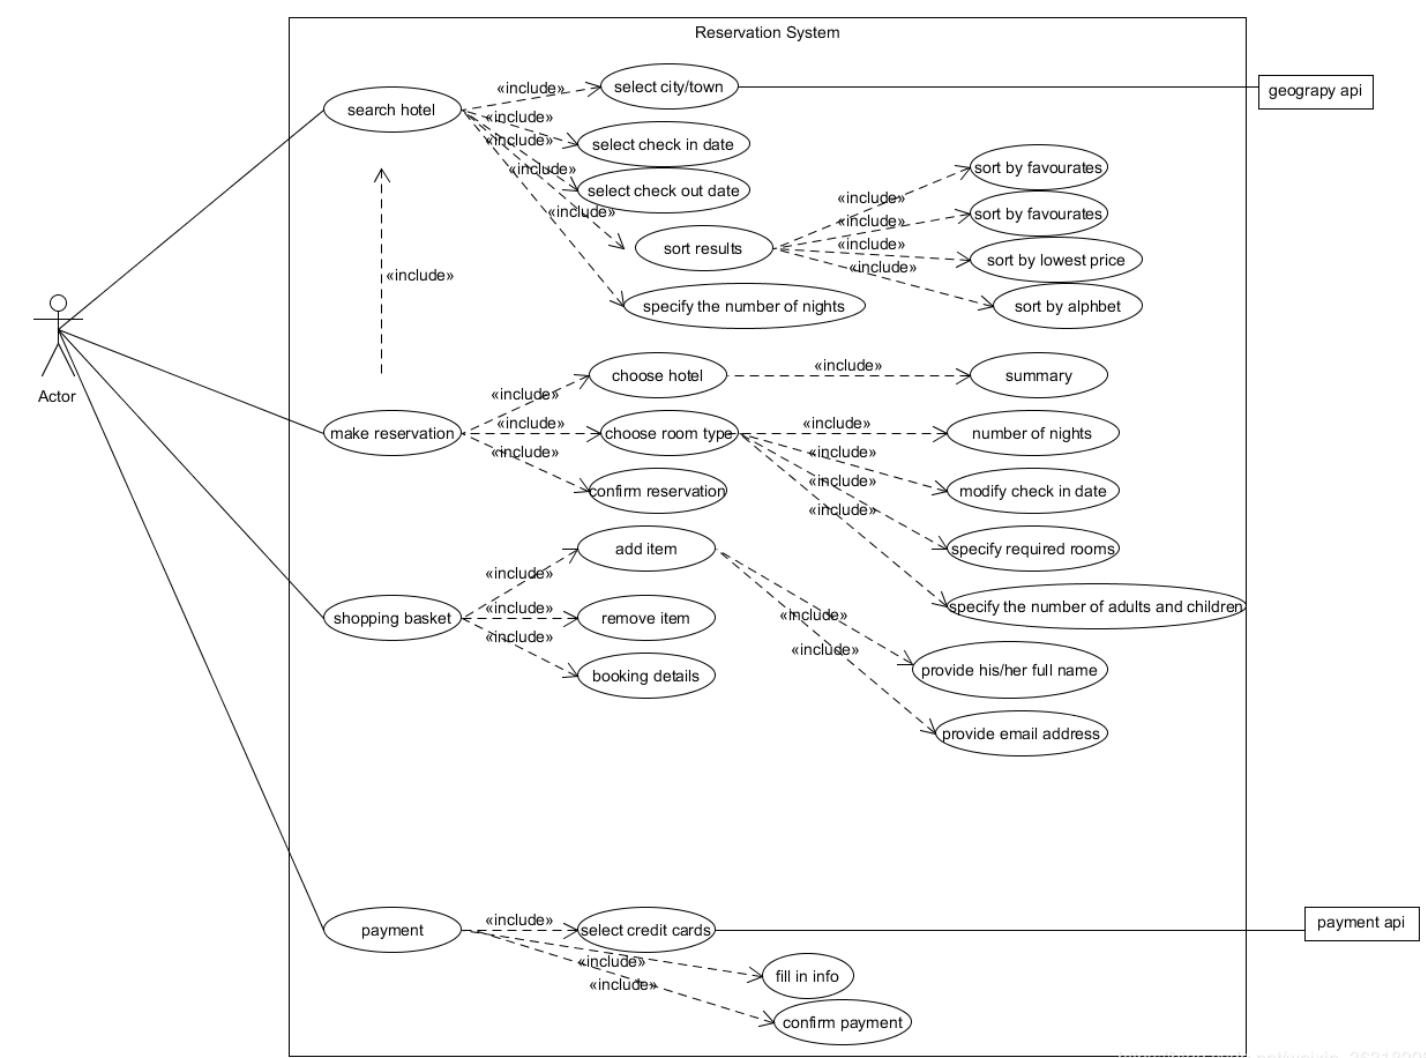 Reservation System
«include»
select city/town
geograpy api
search hotel
«include»
«include»
select check in date
«include»
select check out date
«include»
sort results
specify the number of nights
«include»
sort by favourates
«include»
sort by favourates
«include»
sort by lowest price
«include»
sort by alphbet
«include»
Actor
make reservation
«include»
choose hotel
«include»
summary
«include»
choose room type
«include»
confirm reservation
«include»
number of nights
«include»
modify check in date
«include»
specify required rooms
«include»
specify the number of adults and children
shopping basket
«include»
add item
«include»
remove item
«include»
booking details
«include»
provide his/her full name
«include»
provide email address
payment
«include»
select credit cards
payment api
«include»
fill in info
«include»
confirm payment